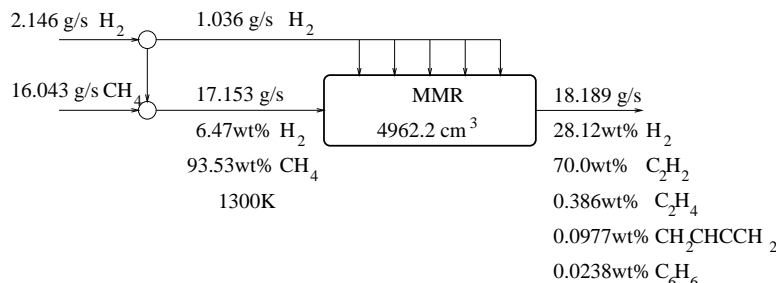 2.146 g/s H2
1.036 g/s H2
16.043 g/s CH4
17.153 g/s
MMR
18.189 g/s
6.47wt% H2
4962.2 cm3
28.12wt% H2
93.53wt% CH4
70.0wt% C2H2
1300K
0.386wt% C2H4
0.0977wt% CH2CHCCH2
0.0238wt% C6H6